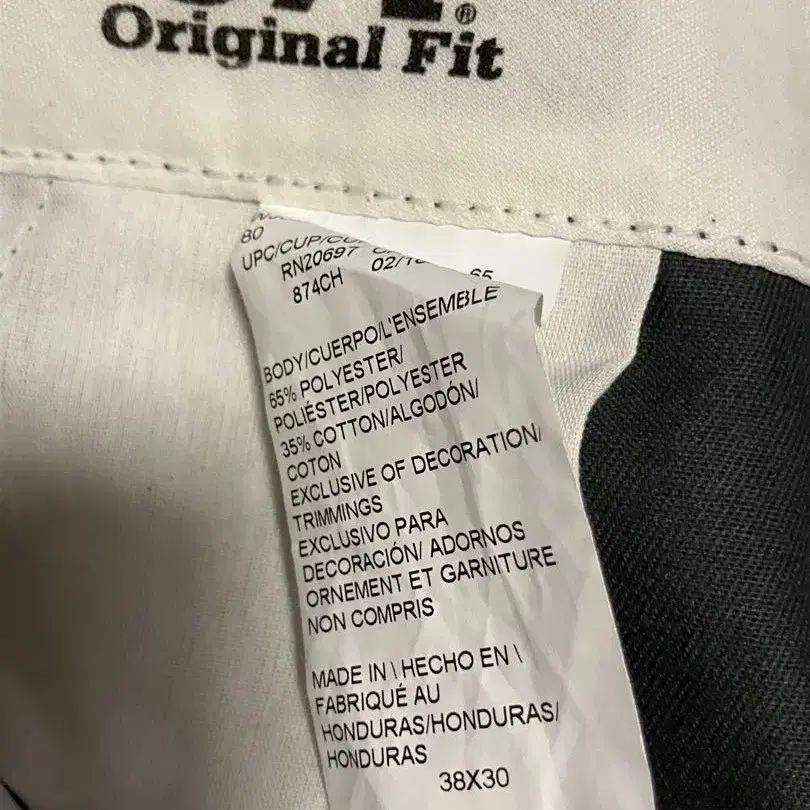 ®
Original Fit
80
UPC/CUP/
RN20697
02/
65
874CH
BODY/CUERPO/L'ENSEMBLE
65% POLYESTER/
POLIÉSTER/POLYESTER
35% COTTON/ALGODÓN/
COTON
EXCLUSIVE OF DECORATION/
TRIMMINGS
EXCLUSIVO PARA
DECORACIÓN/ ADORNOS
ORNEMENT ET GARNITURE
NON COMPRIS
MADE IN \ HECHO EN \
FABRIQUÉ AU
HONDURAS/HONDURAS/
HONDURAS
38X30